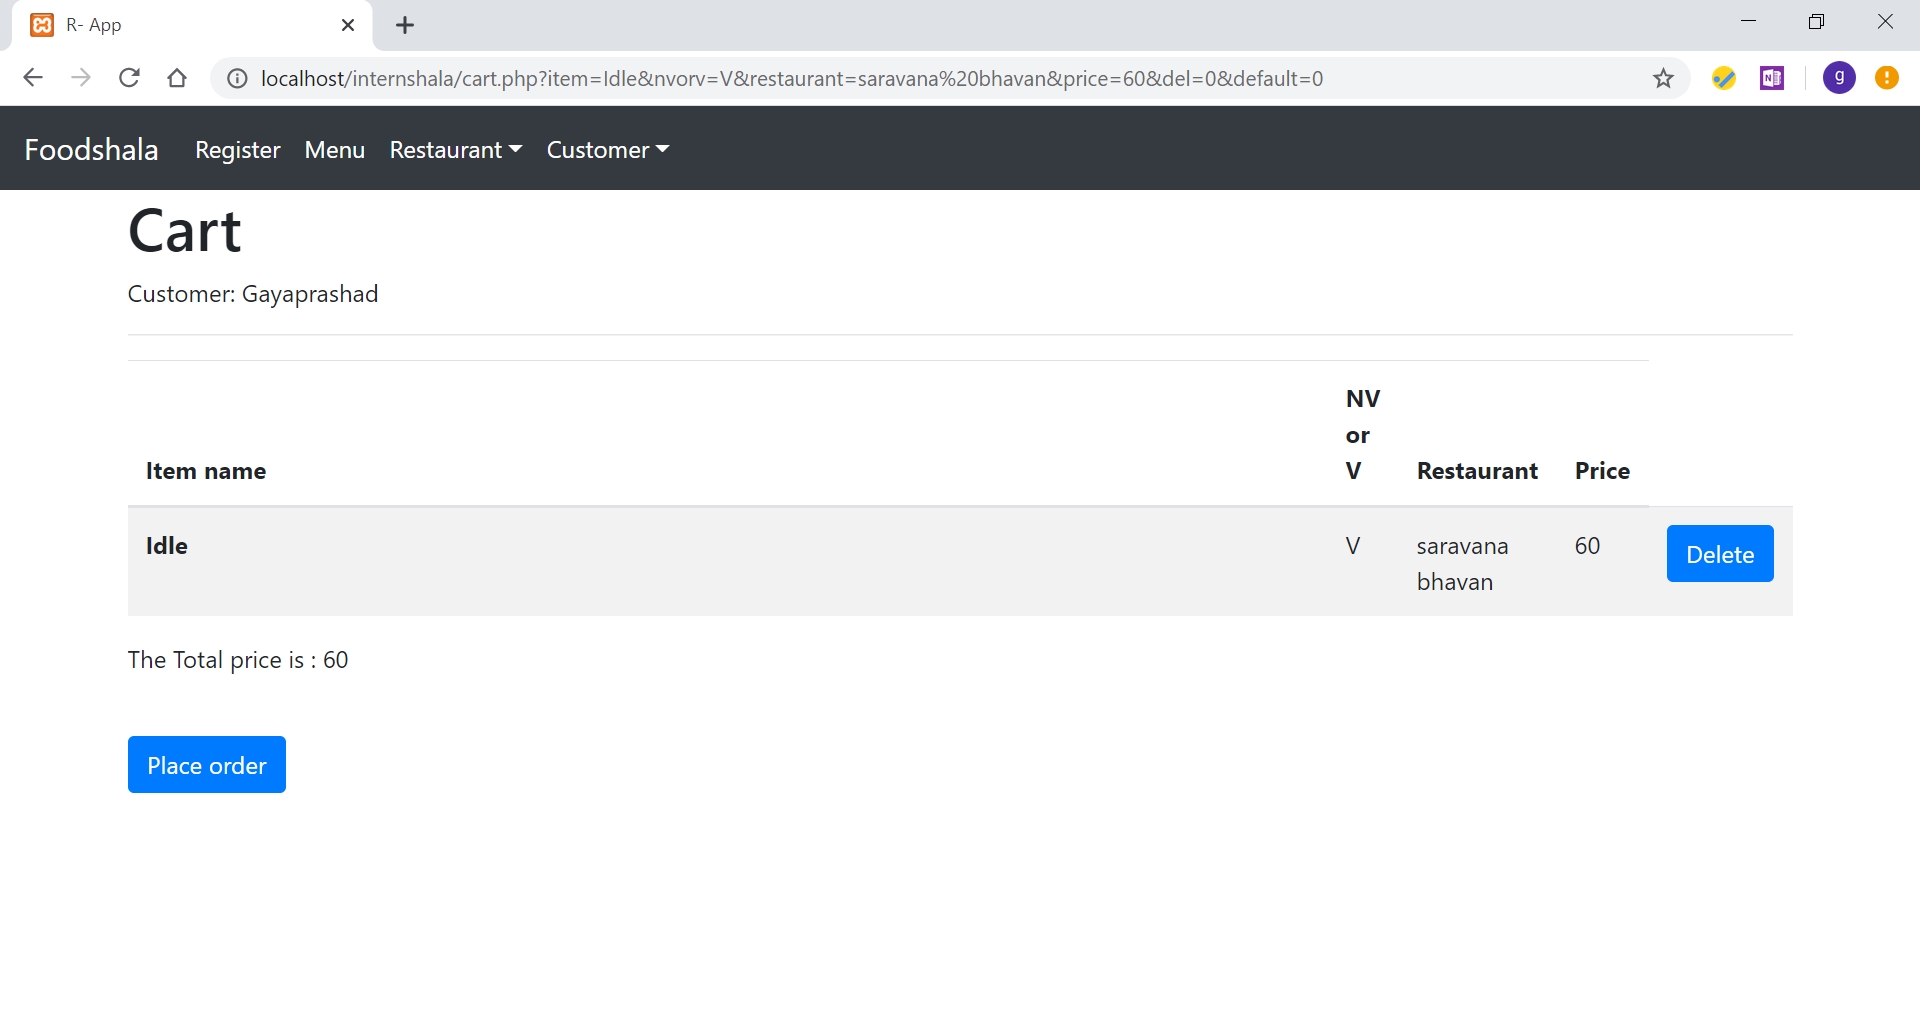 R- App
localhost/internshala/cart.php?item=Idle&nvorv=V&restaurant=saravana%20bhavan&price=60&del=0&default=0
g
Foodshala Register Menu Restaurant Customer
Cart
Customer: Gayaprashad
NV
or
Item name V Restaurant Price
Idle V saravana 60 Delete
bhavan
The Total price is : 60
Place order